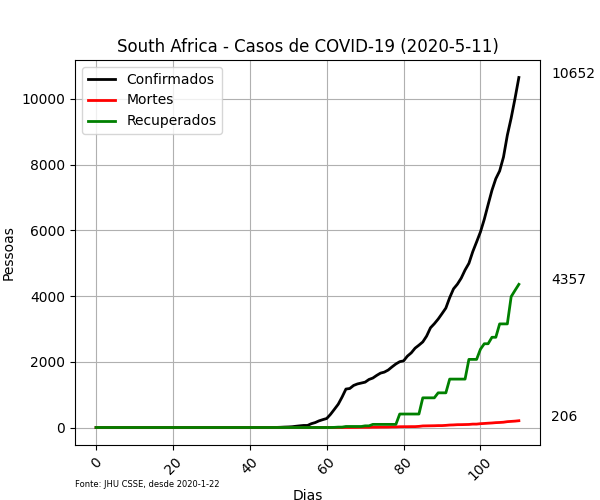 South Africa - Casos de COVID-19 (2020-5-11)
Confirmados
Mortes
Recuperados
10652
4357
206
Pessoas
10000
8000
6000
4000
2000
0
0
20
40
60
80
100
Fonte: JHU CSSE, desde 2020-1-22
Dias